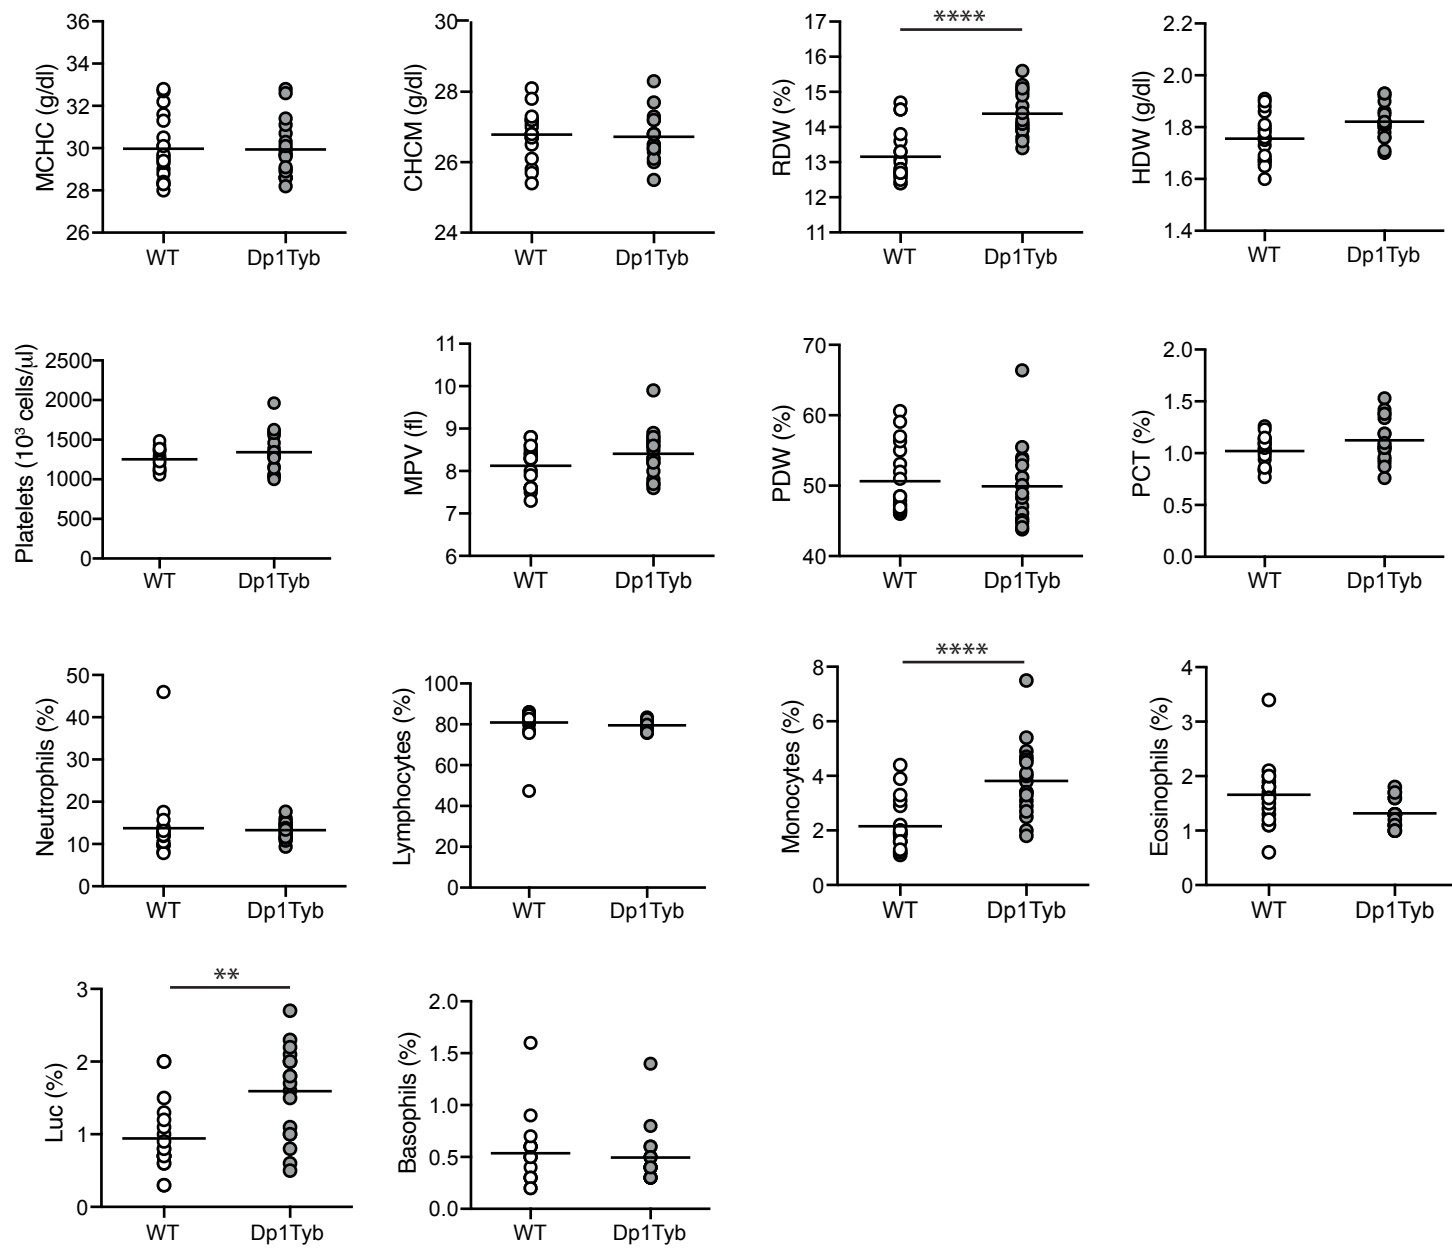 MCHC (g/dl)
36
34
32
30
28
26
WT
Dp1Tyb
CHCM (g/dl)
30
28
26
24
WT
Dp1Tyb
RDW (%)
17
16
15
14
13
12
11
****
WT
Dp1Tyb
HDW (g/dl)
2.2
2.0
1.8
1.6
1.4
WT
Dp1Tyb
Platelets (10³ cells/µl)
2500
2000
1500
1000
500
0
WT
Dp1Tyb
MPV (fl)
11
10
9
8
7
6
WT
Dp1Tyb
PDW (%)
70
60
50
40
WT
Dp1Tyb
PCT (%)
2.0
1.5
1.0
0.5
0.0
WT
Dp1Tyb
Neutrophils (%)
50
40
30
20
10
0
WT
Dp1Tyb
Lymphocytes (%)
100
80
60
40
20
0
WT
Dp1Tyb
Monocytes (%)
8
6
4
2
0
****
WT
Dp1Tyb
Eosinophils (%)
4
3
2
1
0
WT
Dp1Tyb
Luc (%)
3
2
1
0
**
WT
Dp1Tyb
Basophils (%)
2.0
1.5
1.0
0.5
0.0
WT
Dp1Tyb